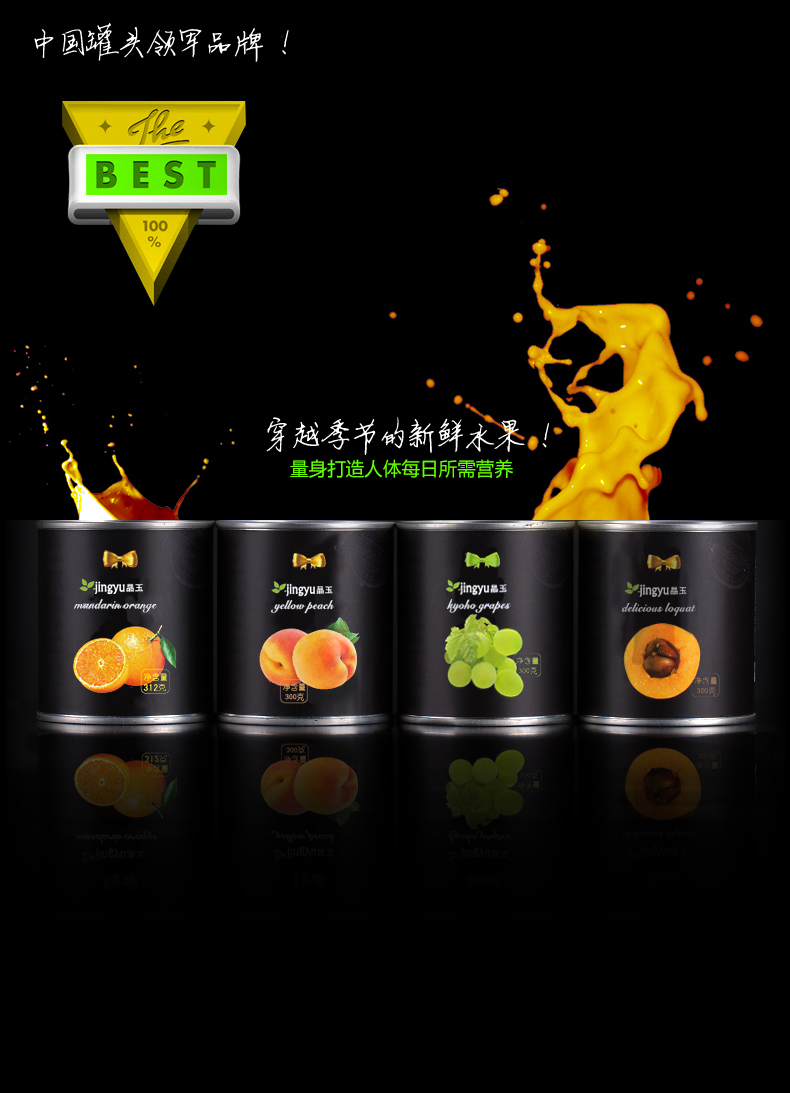 中国罐头领军品牌！
The
BEST
100
%
穿越季节的新鲜水果！
量身打造人体每日所需营养
jingyu晶玉
mandarin orange
净含量
312克
jingyu晶玉
yellow peach
净含量
300克
jingyu晶玉
kyoho grapes
净含量
300克
jingyu晶玉
delicious loquat
净含量
300克